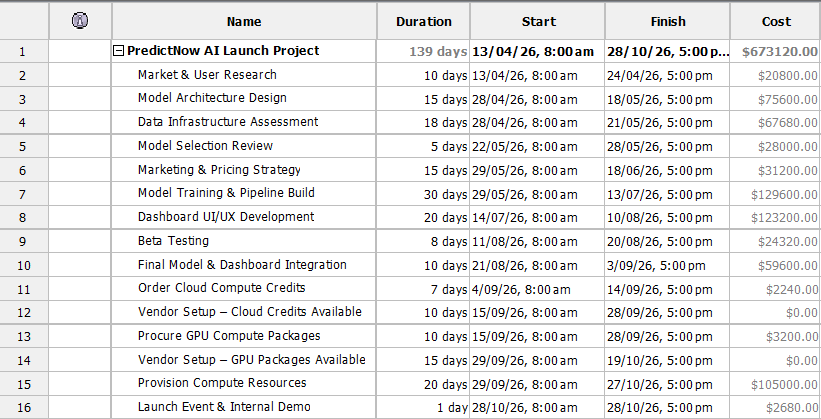 Name Duration Start Finish Cost
1 PredictNow AI Launch Project 139 days 13/04/26, 8:00 am 28/10/26, 5:00 p... $673120.00
2 Market & User Research 10 days 13/04/26, 8:00 am 24/04/26, 5:00 pm $20800.00
3 Model Architecture Design 15 days 28/04/26, 8:00 am 18/05/26, 5:00 pm $75600.00
4 Data Infrastructure Assessment 18 days 28/04/26, 8:00 am 21/05/26, 5:00 pm $67680.00
5 Model Selection Review 5 days 22/05/26, 8:00 am 28/05/26, 5:00 pm $28000.00
6 Marketing & Pricing Strategy 15 days 29/05/26, 8:00 am 18/06/26, 5:00 pm $31200.00
7 Model Training & Pipeline Build 30 days 29/05/26, 8:00 am 13/07/26, 5:00 pm $129600.00
8 Dashboard UI/UX Development 20 days 14/07/26, 8:00 am 10/08/26, 5:00 pm $123200.00
9 Beta Testing 8 days 11/08/26, 8:00 am 20/08/26, 5:00 pm $24320.00
10 Final Model & Dashboard Integration 10 days 21/08/26, 8:00 am 3/09/26, 5:00 pm $59600.00
11 Order Cloud Compute Credits 7 days 4/09/26, 8:00 am 14/09/26, 5:00 pm $2240.00
12 Vendor Setup – Cloud Credits Available 10 days 15/09/26, 8:00 am 28/09/26, 5:00 pm $0.00
13 Procure GPU Compute Packages 10 days 15/09/26, 8:00 am 28/09/26, 5:00 pm $3200.00
14 Vendor Setup – GPU Packages Available 15 days 29/09/26, 8:00 am 19/10/26, 5:00 pm $0.00
15 Provision Compute Resources 20 days 29/09/26, 8:00 am 27/10/26, 5:00 pm $105000.00
16 Launch Event & Internal Demo 1 day 28/10/26, 8:00 am 28/10/26, 5:00 pm $2680.00